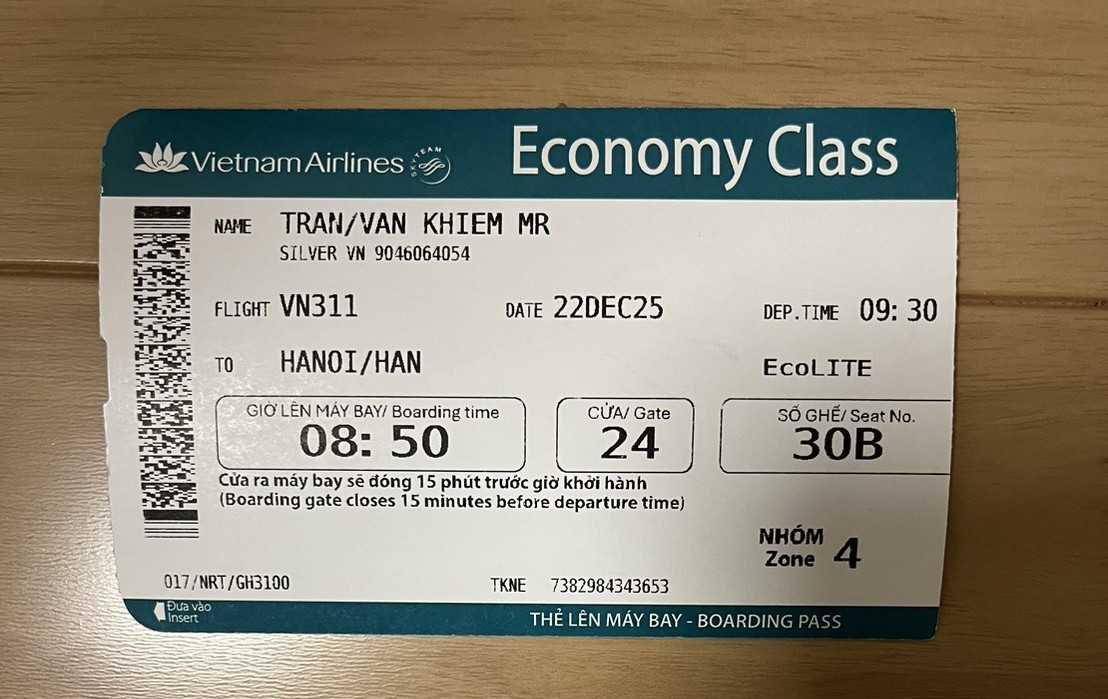 Vietnam Airlines SKYTEAM Economy Class
NAME TRAN/VAN KHIEM MR
SILVER VN 9046064054
FLIGHT VN311 DATE 22DEC25 DEP.TIME 09: 30
TO HANOI/HAN EcoLITE
GIỜ LÊN MÁY BAY/ Boarding time CỬA/ Gate SỐ GHẾ/ Seat No.
08: 50 24 30B
Cửa ra máy bay sẽ đóng 15 phút trước giờ khởi hành
(Boarding gate closes 15 minutes before departure time)
NHÓM
Zone 4
017/NRT/GH3100 TKNE 7382984343653
Đưa vào
Insert
THẺ LÊN MÁY BAY - BOARDING PASS